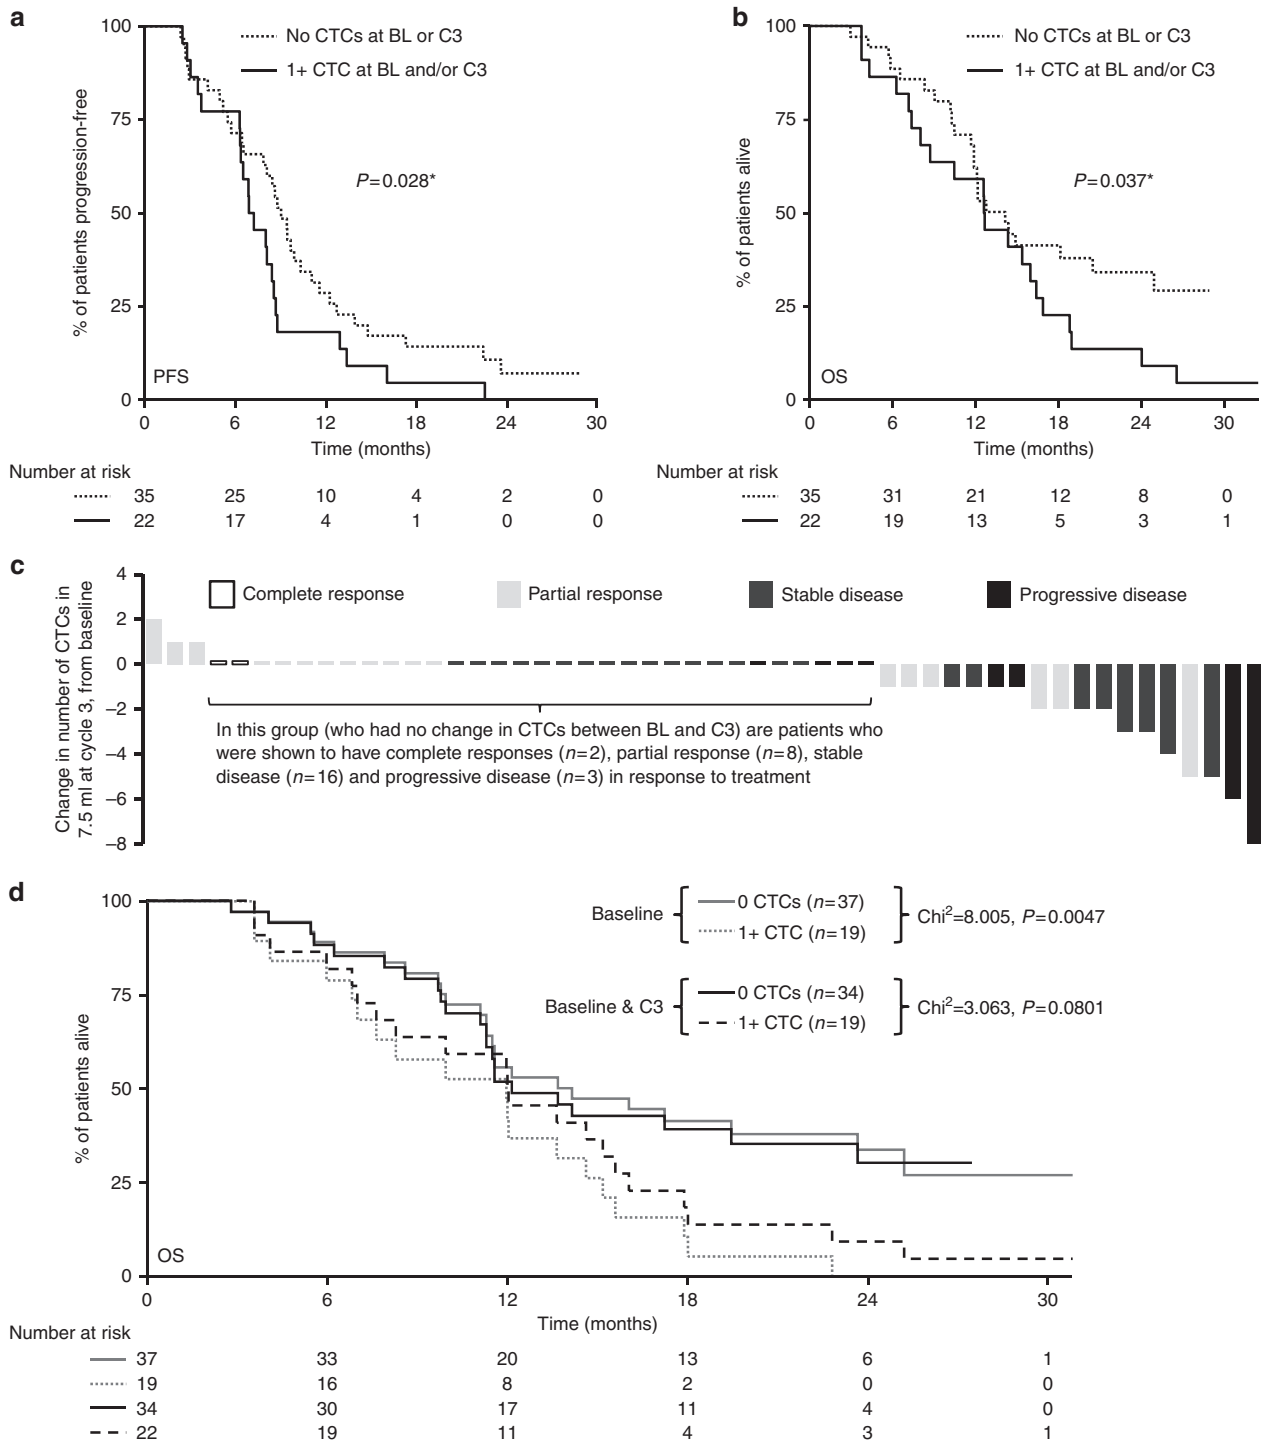 a
100
75
50
25
0
% of patients progression-free
No CTCs at BL or C3
1+ CTC at BL and/or C3
P=0.028*
PFS
0 6 12 18 24 30
Time (months)
Number at risk
35 25 10 4 2 0
22 17 4 1 0 0
b
100
75
50
25
0
% of patients alive
No CTCs at BL or C3
1+ CTC at BL and/or C3
P=0.037*
OS
0 6 12 18 24 30
Time (months)
Number at risk
35 31 21 12 8 0
22 19 13 5 3 1
c
Change in number of CTCs in
7.5 ml at cycle 3, from baseline
4
2
0
−2
−4
−6
−8
Complete response Partial response Stable disease Progressive disease
In this group (who had no change in CTCs between BL and C3) are patients who
were shown to have complete responses (n=2), partial response (n=8), stable
disease (n=16) and progressive disease (n=3) in response to treatment
d
100
75
50
25
0
% of patients alive
Baseline
0 CTCs (n=37)
1+ CTC (n=19)
Chi²=8.005, P=0.0047
Baseline & C3
0 CTCs (n=34)
1+ CTC (n=19)
Chi²=3.063, P=0.0801
OS
0 6 12 18 24 30
Time (months)
Number at risk
37 33 20 13 6 1
19 16 8 2 0 0
34 30 17 11 4 0
22 19 11 4 3 1